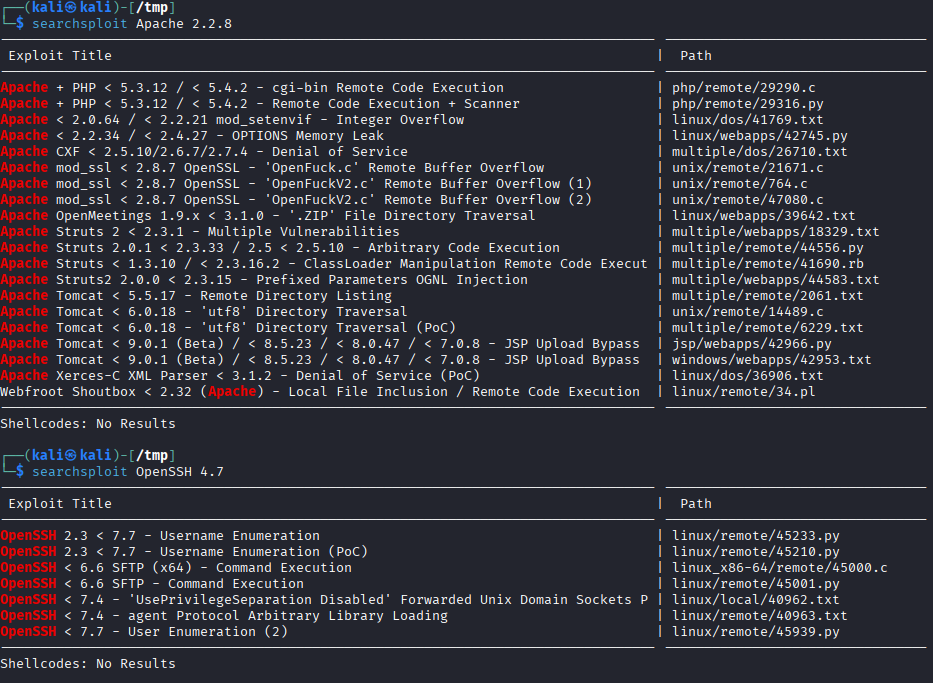 ┌──(kali㉿kali)-[/tmp]
└─$ searchsploit Apache 2.2.8
Exploit Title | Path
Apache + PHP < 5.3.12 / < 5.4.2 - cgi-bin Remote Code Execution | php/remote/29290.c
Apache + PHP < 5.3.12 / < 5.4.2 - Remote Code Execution + Scanner | php/remote/29316.py
Apache < 2.0.64 / < 2.2.21 mod_setenvif - Integer Overflow | linux/dos/41769.txt
Apache < 2.2.34 / < 2.4.27 - OPTIONS Memory Leak | linux/webapps/42745.py
Apache CXF < 2.5.10/2.6.7/2.7.4 - Denial of Service | multiple/dos/26710.txt
Apache mod_ssl < 2.8.7 OpenSSL - 'OpenFuck.c' Remote Buffer Overflow | unix/remote/21671.c
Apache mod_ssl < 2.8.7 OpenSSL - 'OpenFuckV2.c' Remote Buffer Overflow (1) | unix/remote/764.c
Apache mod_ssl < 2.8.7 OpenSSL - 'OpenFuckV2.c' Remote Buffer Overflow (2) | unix/remote/47080.c
Apache OpenMeetings 1.9.x < 3.1.0 - '.ZIP' File Directory Traversal | linux/webapps/39642.txt
Apache Struts 2 < 2.3.1 - Multiple Vulnerabilities | multiple/webapps/18329.txt
Apache Struts 2.0.1 < 2.3.33 / 2.5 < 2.5.10 - Arbitrary Code Execution | multiple/remote/44556.py
Apache Struts < 1.3.10 / < 2.3.16.2 - ClassLoader Manipulation Remote Code Execut | multiple/remote/41690.rb
Apache Struts2 2.0.0 < 2.3.15 - Prefixed Parameters OGNL Injection | multiple/webapps/44583.txt
Apache Tomcat < 5.5.17 - Remote Directory Listing | multiple/remote/2061.txt
Apache Tomcat < 6.0.18 - 'utf8' Directory Traversal | unix/remote/14489.c
Apache Tomcat < 6.0.18 - 'utf8' Directory Traversal (PoC) | multiple/remote/6229.txt
Apache Tomcat < 9.0.1 (Beta) / < 8.5.23 / < 8.0.47 / < 7.0.8 - JSP Upload Bypass | jsp/webapps/42966.py
Apache Tomcat < 9.0.1 (Beta) / < 8.5.23 / < 8.0.47 / < 7.0.8 - JSP Upload Bypass | windows/webapps/42953.txt
Apache Xerces-C XML Parser < 3.1.2 - Denial of Service (PoC) | linux/dos/36906.txt
Webfroot Shoutbox < 2.32 (Apache) - Local File Inclusion / Remote Code Execution | linux/remote/34.pl
Shellcodes: No Results
┌──(kali㉿kali)-[/tmp]
└─$ searchsploit OpenSSH 4.7
Exploit Title | Path
OpenSSH 2.3 < 7.7 - Username Enumeration | linux/remote/45233.py
OpenSSH 2.3 < 7.7 - Username Enumeration (PoC) | linux/remote/45210.py
OpenSSH < 6.6 SFTP (x64) - Command Execution | linux_x86-64/remote/45000.c
OpenSSH < 6.6 SFTP - Command Execution | linux/remote/45001.py
OpenSSH < 7.4 - 'UsePrivilegeSeparation Disabled' Forwarded Unix Domain Sockets P | linux/local/40962.txt
OpenSSH < 7.4 - agent Protocol Arbitrary Library Loading | linux/remote/40963.txt
OpenSSH < 7.7 - User Enumeration (2) | linux/remote/45939.py
Shellcodes: No Results